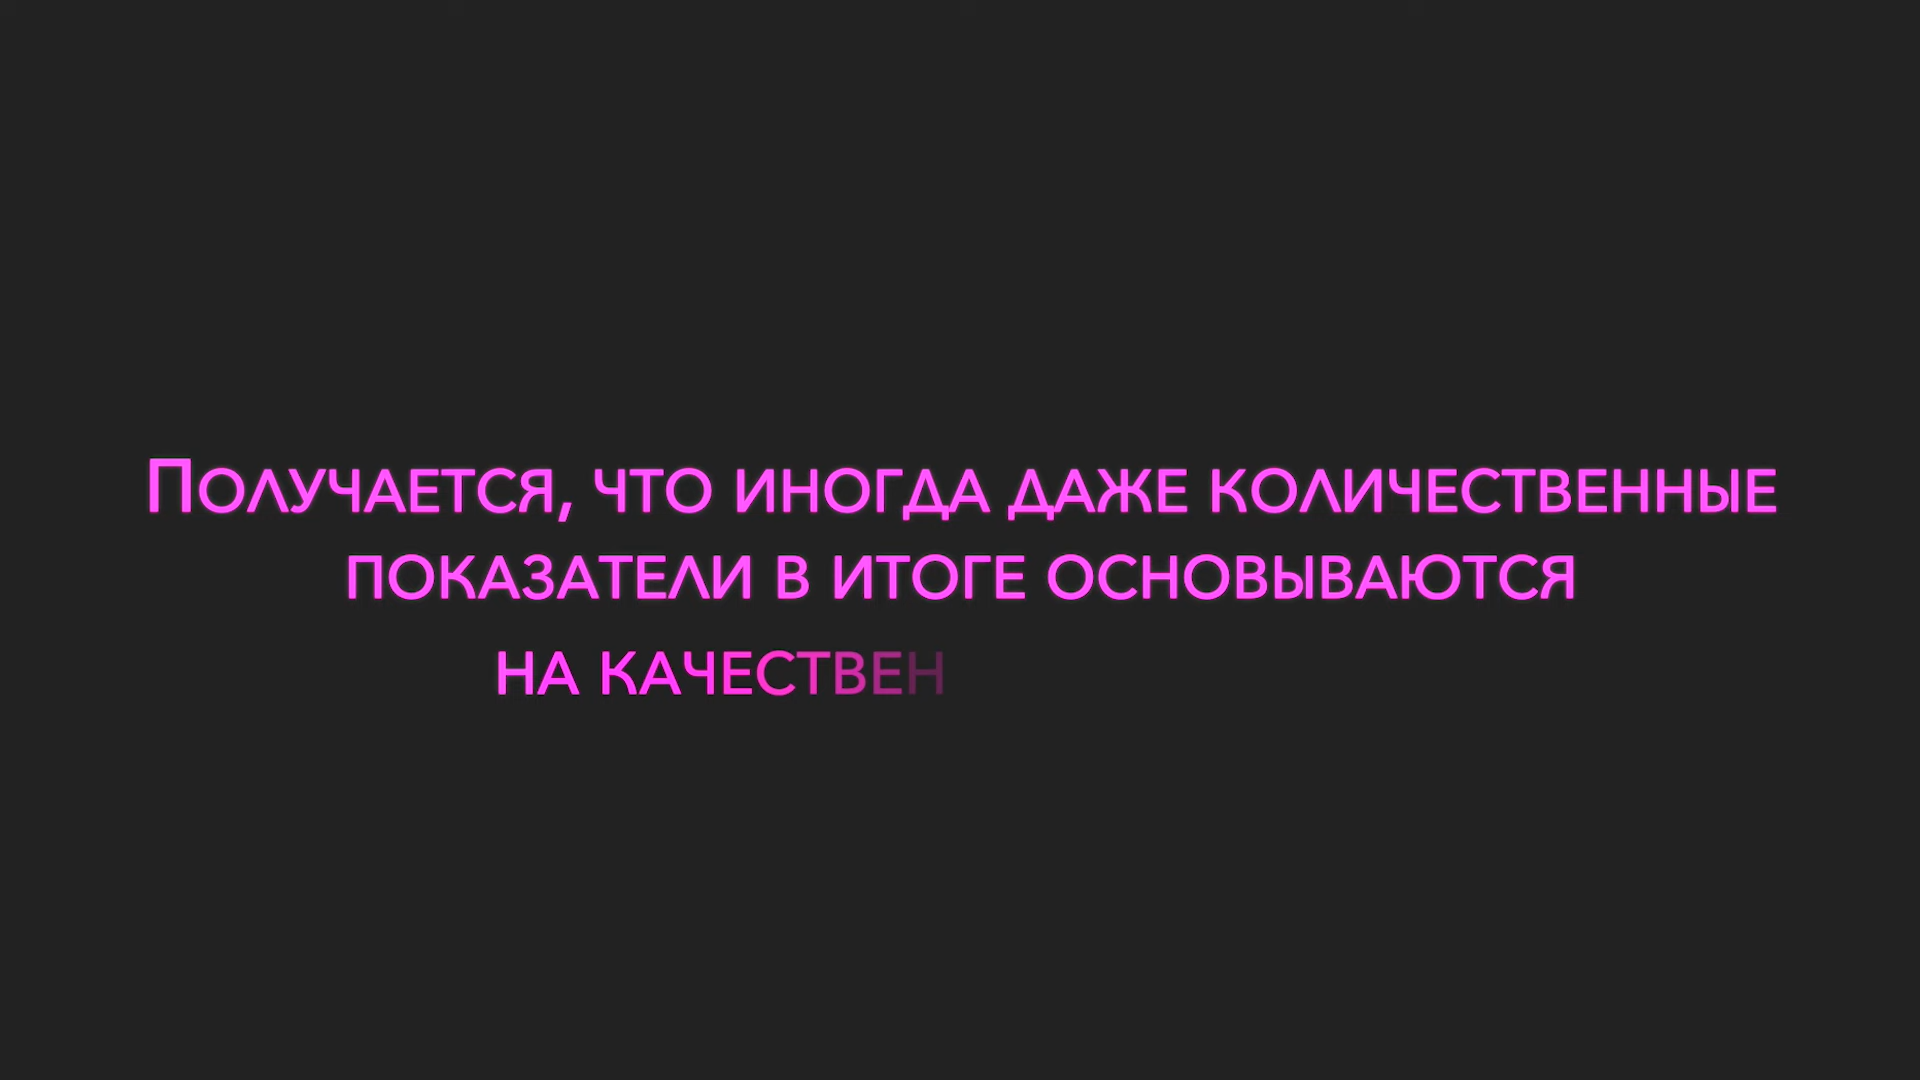 Получается, что иногда даже количественные
показатели в итоге основываются
на качествен